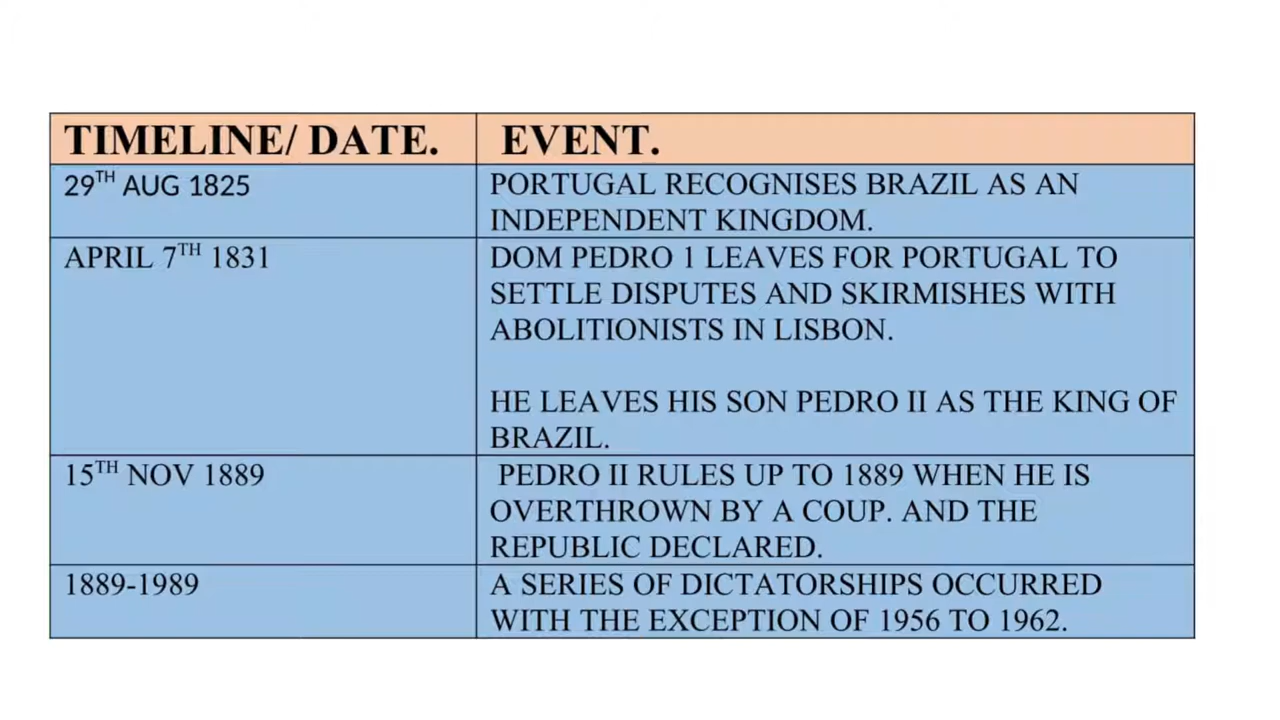 TIMELINE/ DATE.
EVENT.
29TH AUG 1825
PORTUGAL RECOGNISES BRAZIL AS AN
INDEPENDENT KINGDOM.
APRIL 7TH 1831
DOM PEDRO 1 LEAVES FOR PORTUGAL TO
SETTLE DISPUTES AND SKIRMISHES WITH
ABOLITIONISTS IN LISBON.
HE LEAVES HIS SON PEDRO II AS THE KING OF
BRAZIL.
15TH NOV 1889
PEDRO II RULES UP TO 1889 WHEN HE IS
OVERTHROWN BY A COUP. AND THE
REPUBLIC DECLARED.
1889-1989
A SERIES OF DICTATORSHIPS OCCURRED
WITH THE EXCEPTION OF 1956 TO 1962.